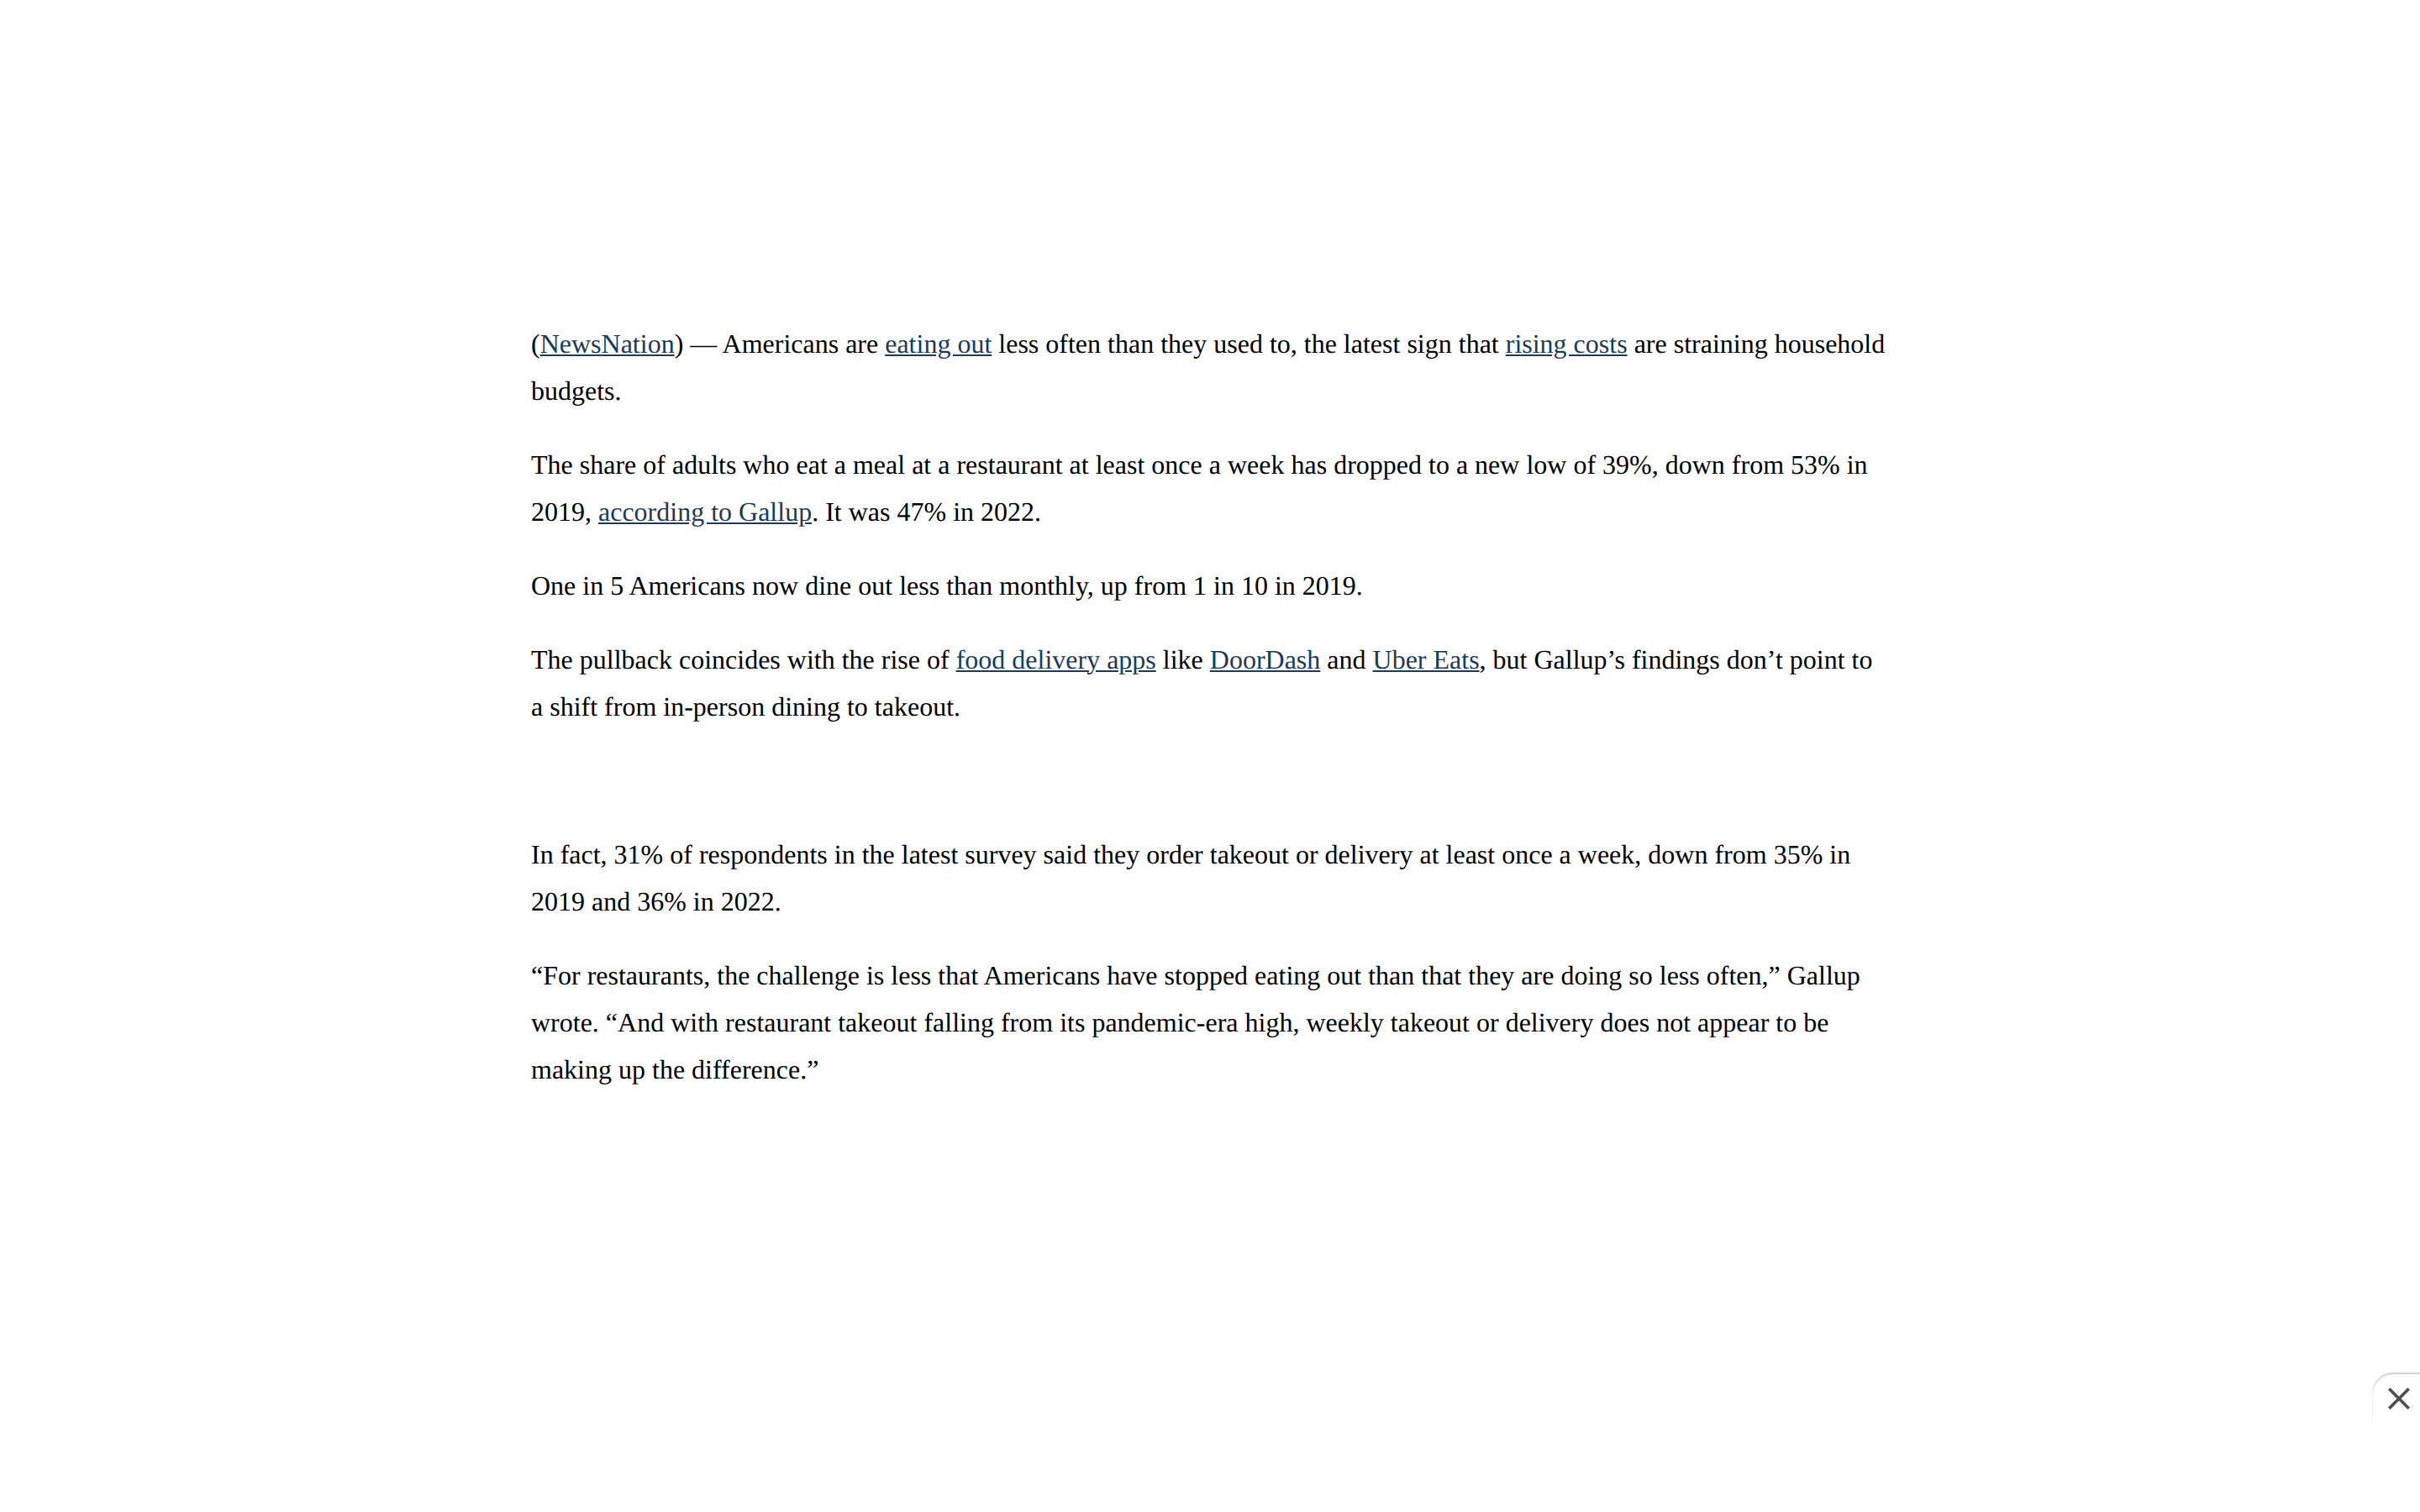 (NewsNation) — Americans are eating out less often than they used to, the latest sign that rising costs are straining household
budgets.
The share of adults who eat a meal at a restaurant at least once a week has dropped to a new low of 39%, down from 53% in
2019, according to Gallup. It was 47% in 2022.
One in 5 Americans now dine out less than monthly, up from 1 in 10 in 2019.
The pullback coincides with the rise of food delivery apps like DoorDash and Uber Eats, but Gallup’s findings don’t point to
a shift from in-person dining to takeout.
In fact, 31% of respondents in the latest survey said they order takeout or delivery at least once a week, down from 35% in
2019 and 36% in 2022.
“For restaurants, the challenge is less that Americans have stopped eating out than that they are doing so less often,” Gallup
wrote. “And with restaurant takeout falling from its pandemic-era high, weekly takeout or delivery does not appear to be
making up the difference.”